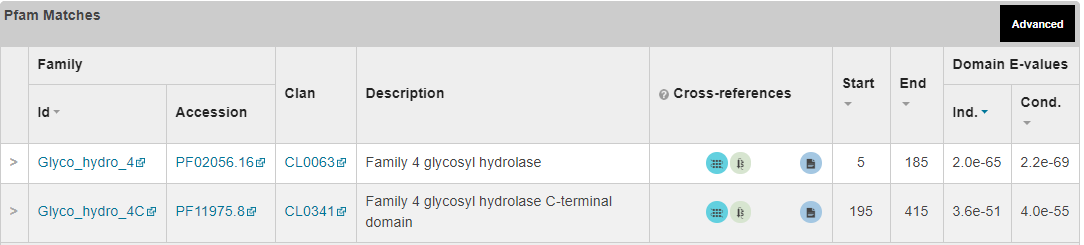 Pfam Matches
Advanced
Family
Clan
Description
Cross-references
Start
End
Domain E-values
Id
Accession
Ind.
Cond.
> Glyco_hydro_4 PF02056.16 CL0063 Family 4 glycosyl hydrolase 5 185 2.0e-65 2.2e-69
> Glyco_hydro_4C PF11975.8 CL0341 Family 4 glycosyl hydrolase C-terminal 195 415 3.6e-51 4.0e-55
domain